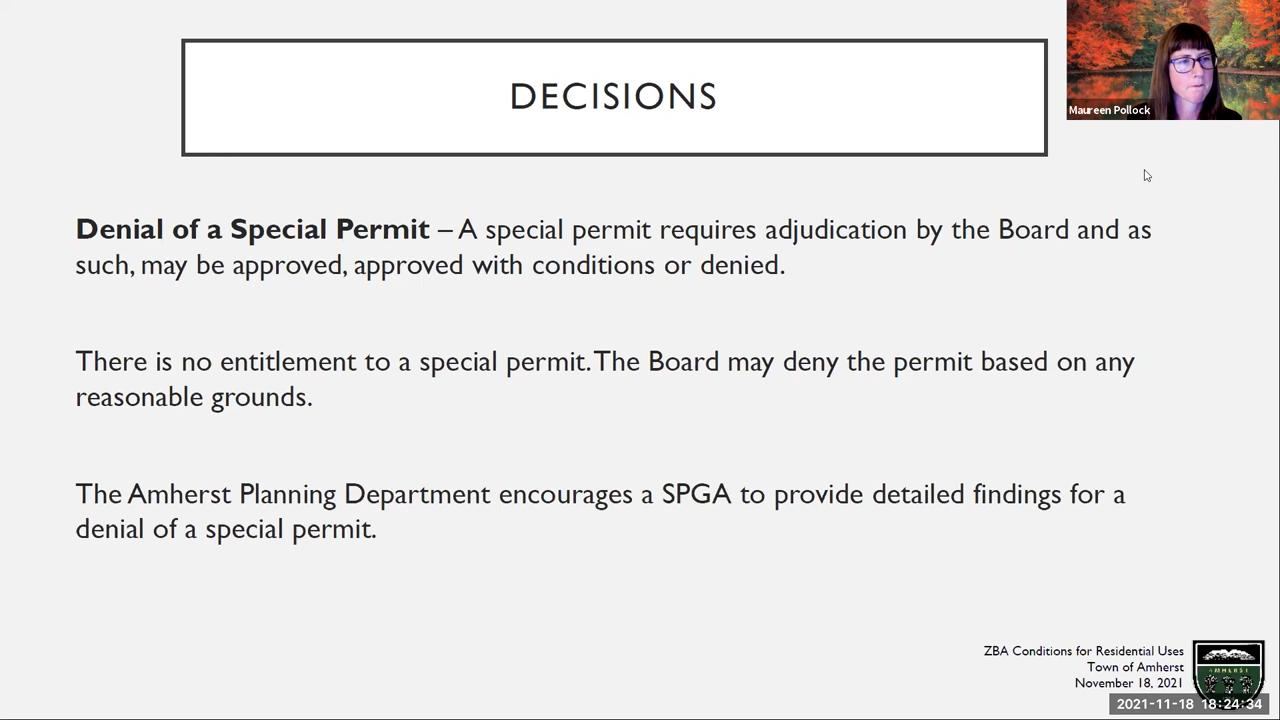 DECISIONS
Maureen Pollock
Denial of a Special Permit – A special permit requires adjudication by the Board and as
such, may be approved, approved with conditions or denied.
There is no entitlement to a special permit. The Board may deny the permit based on any
reasonable grounds.
The Amherst Planning Department encourages a SPGA to provide detailed findings for a
denial of a special permit.
ZBA Conditions for Residential Uses
Town of Amherst
November 18, 2021
AMHERST
2021-11-18 18:24:34